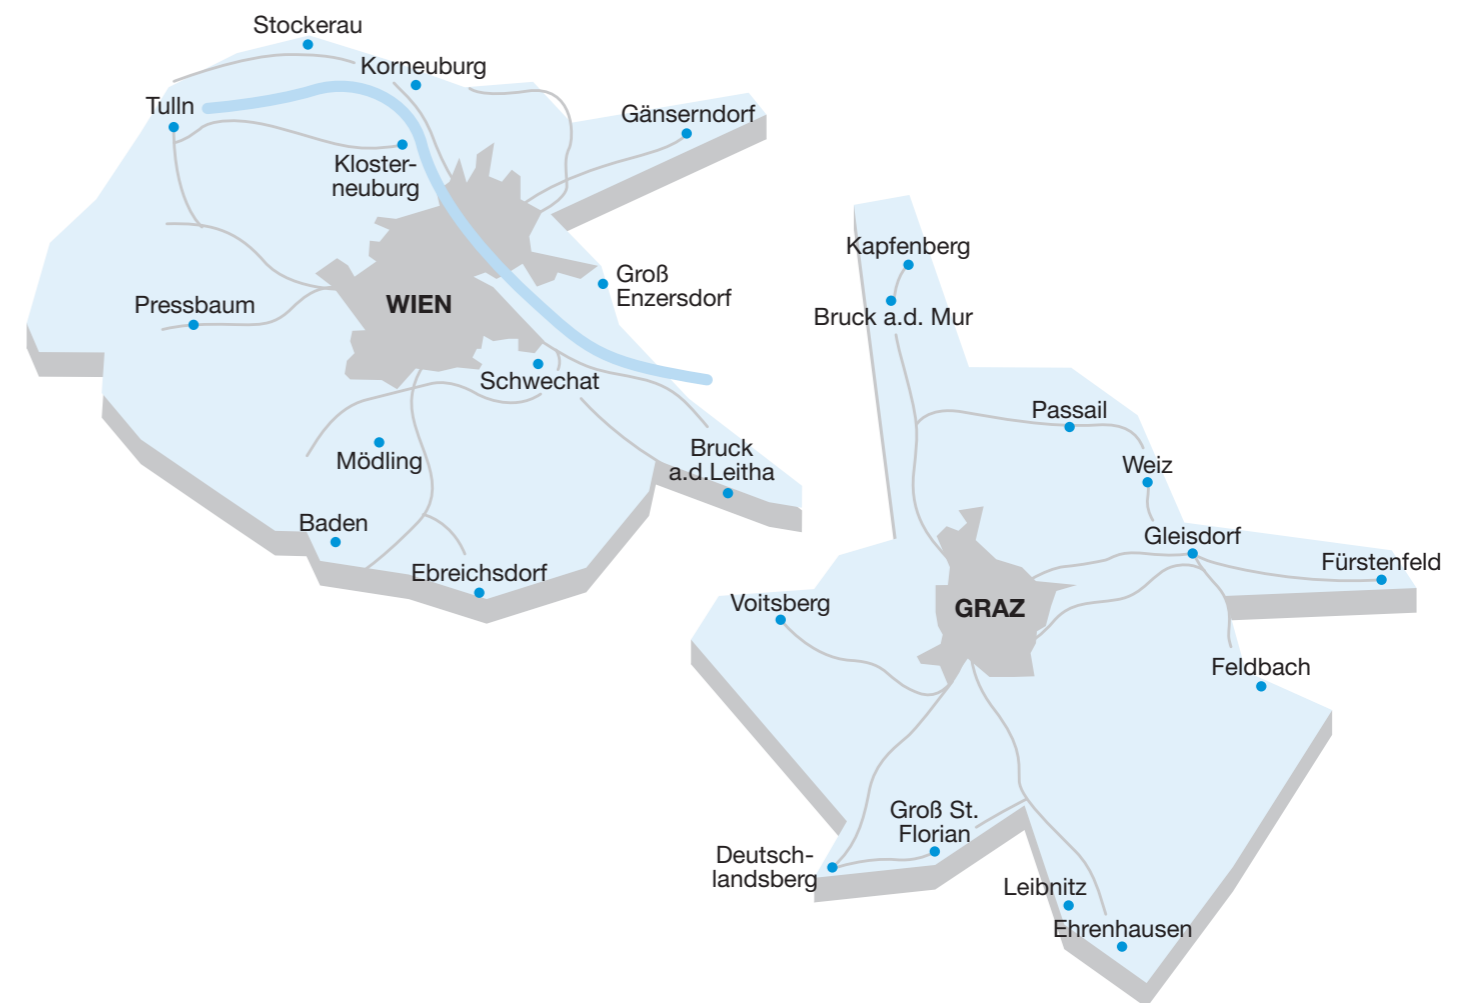 Stockerau
Korneuburg
Tulln
Gänserndorf
Kloster-
neuburg
Groß
Enzersdorf
Pressbaum
WIEN
Schwechat
Mödling
Bruck
a.d.Leitha
Baden
Ebreichsdorf
Kapfenberg
Bruck a.d. Mur
Passail
Weiz
Gleisdorf
Fürstenfeld
Voitsberg
GRAZ
Feldbach
Groß St.
Florian
Deutsch-
landsberg
Leibnitz
Ehrenhausen